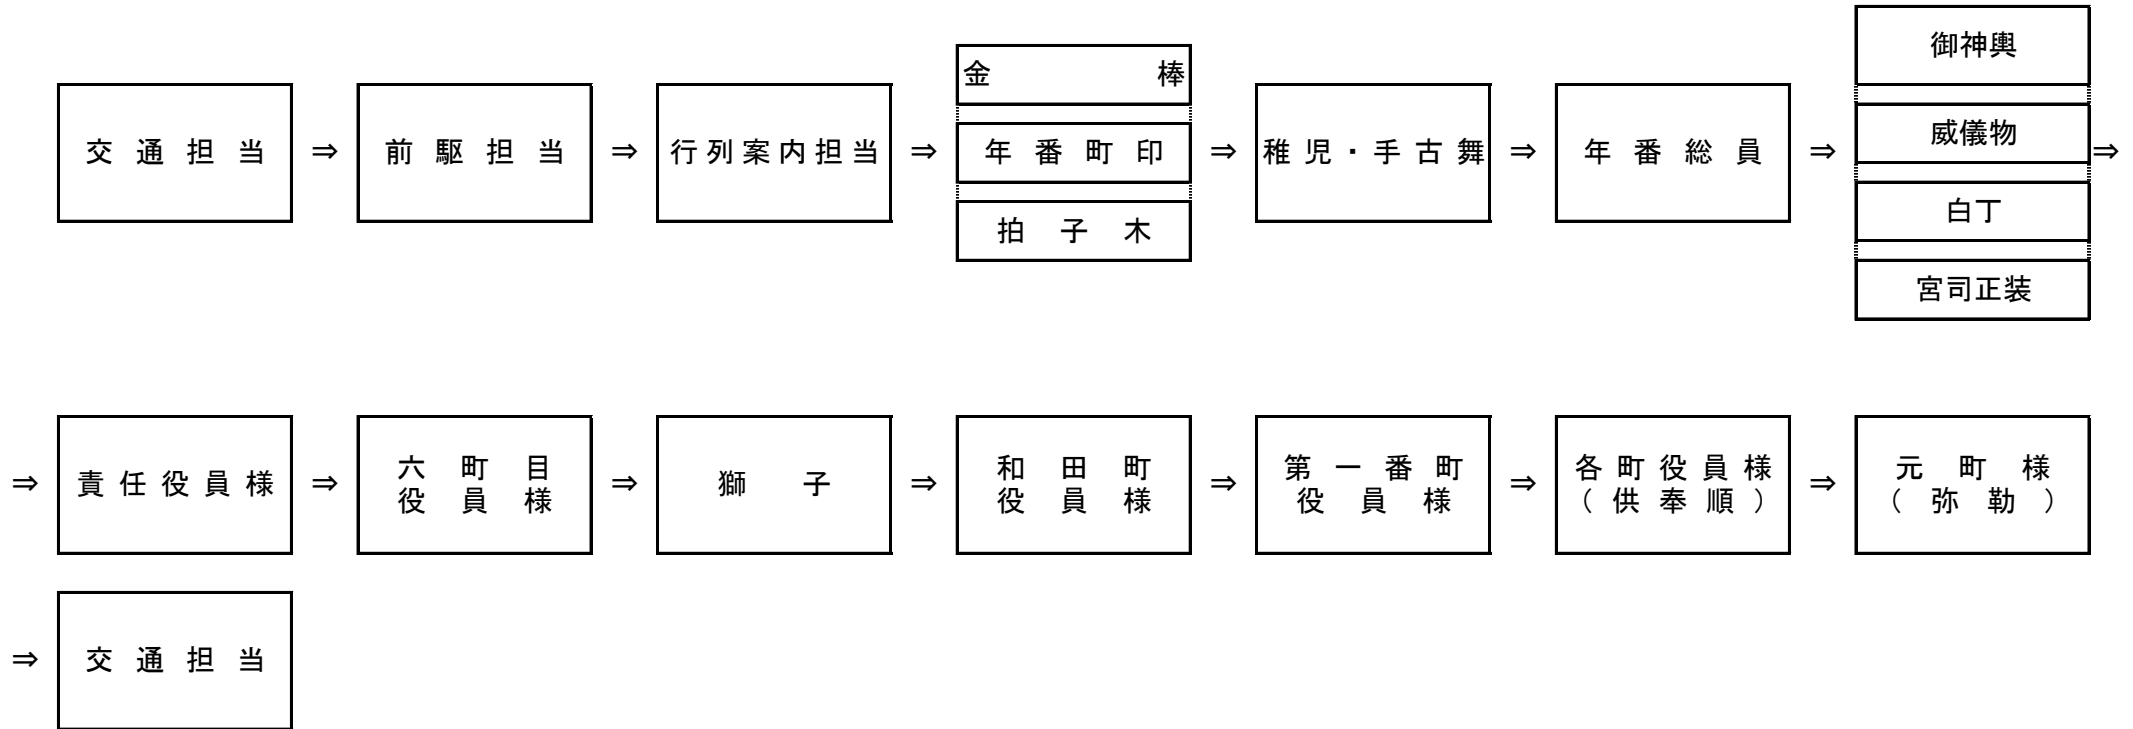 交通担当
⇒
前駆担当
⇒
行列案内担当
⇒
金棒
年番町印
拍子木
⇒
稚児・手古舞
⇒
年番総員
⇒
御神輿
威儀物
白丁
宮司正装
⇒
⇒
責任役員様
⇒
六町目
役員様
⇒
獅子
⇒
和田町
役員様
⇒
第一番町
役員様
⇒
各町役員様
（供奉順）
⇒
元町様
（弥勒）
⇒
交通担当